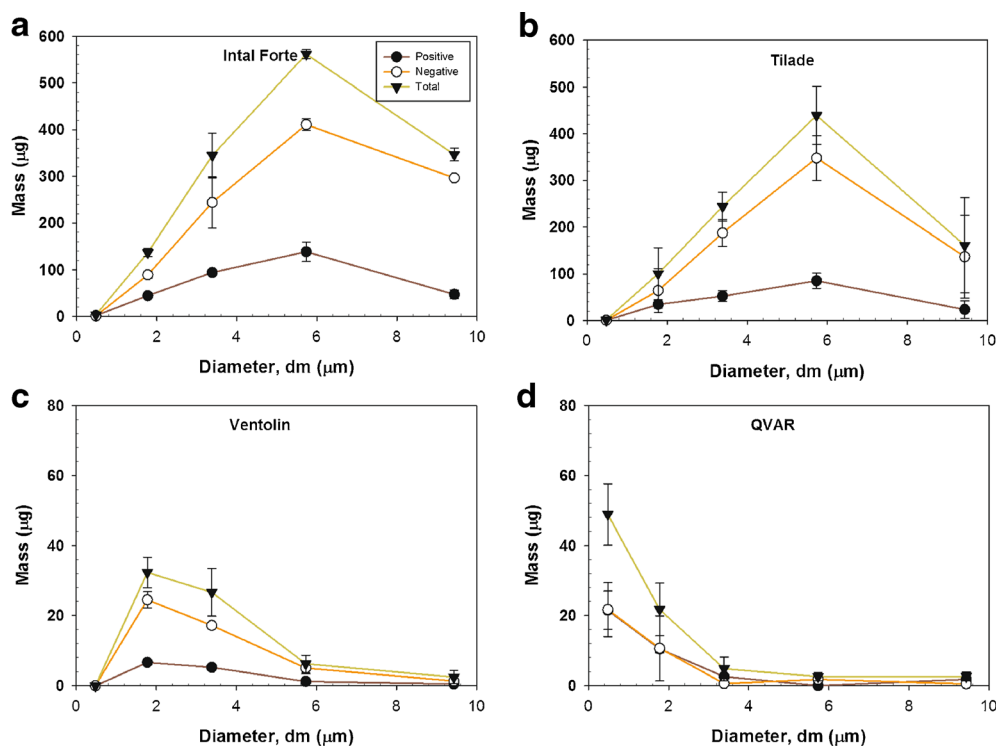 a
Intal Forte
Positive
Negative
Total
600
500
400
300
200
100
0
Mass (μg)
0 2 4 6 8 10
Diameter, dm (μm)
b
Tilade
600
500
400
300
200
100
0
Mass (μg)
0 2 4 6 8 10
Diameter, dm (μm)
c
Ventolin
80
60
40
20
0
Mass (μg)
0 2 4 6 8 10
Diameter, dm (μm)
d
QVAR
80
60
40
20
0
Mass (μg)
0 2 4 6 8 10
Diameter, dm (μm)